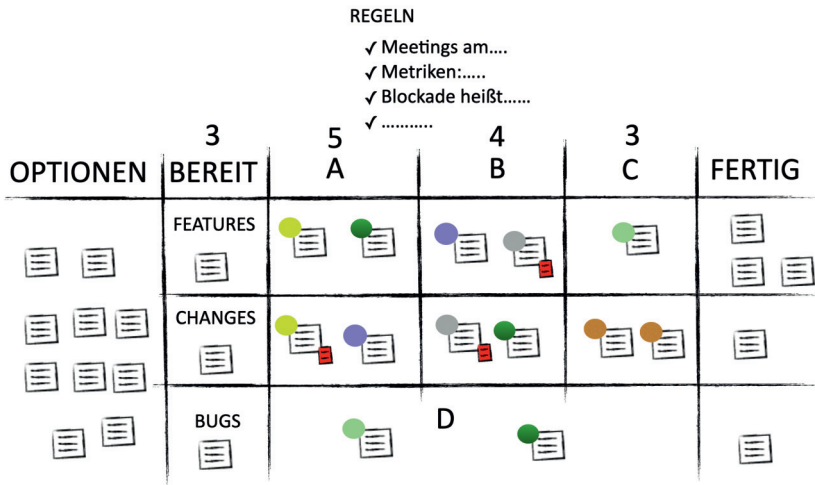 REGELN
✓ Meetings am....
✓ Metriken:.....
✓ Blockade heißt......
✓ ...........
3 5 4 3
OPTIONEN BEREIT A B C FERTIG
FEATURES
CHANGES
BUGS D